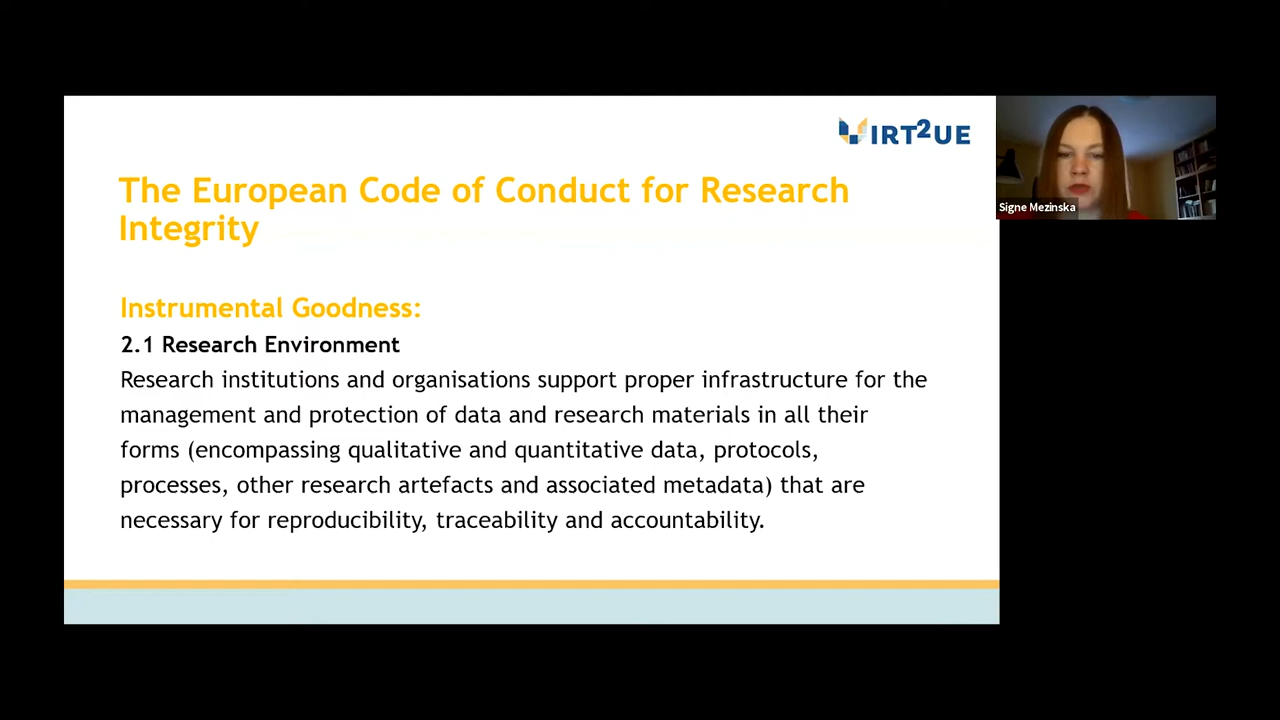 VIRT2UE
The European Code of Conduct for Research
Integrity
Signe Mezinska
Instrumental Goodness:
2.1 Research Environment
Research institutions and organisations support proper infrastructure for the
management and protection of data and research materials in all their
forms (encompassing qualitative and quantitative data, protocols,
processes, other research artefacts and associated metadata) that are
necessary for reproducibility, traceability and accountability.